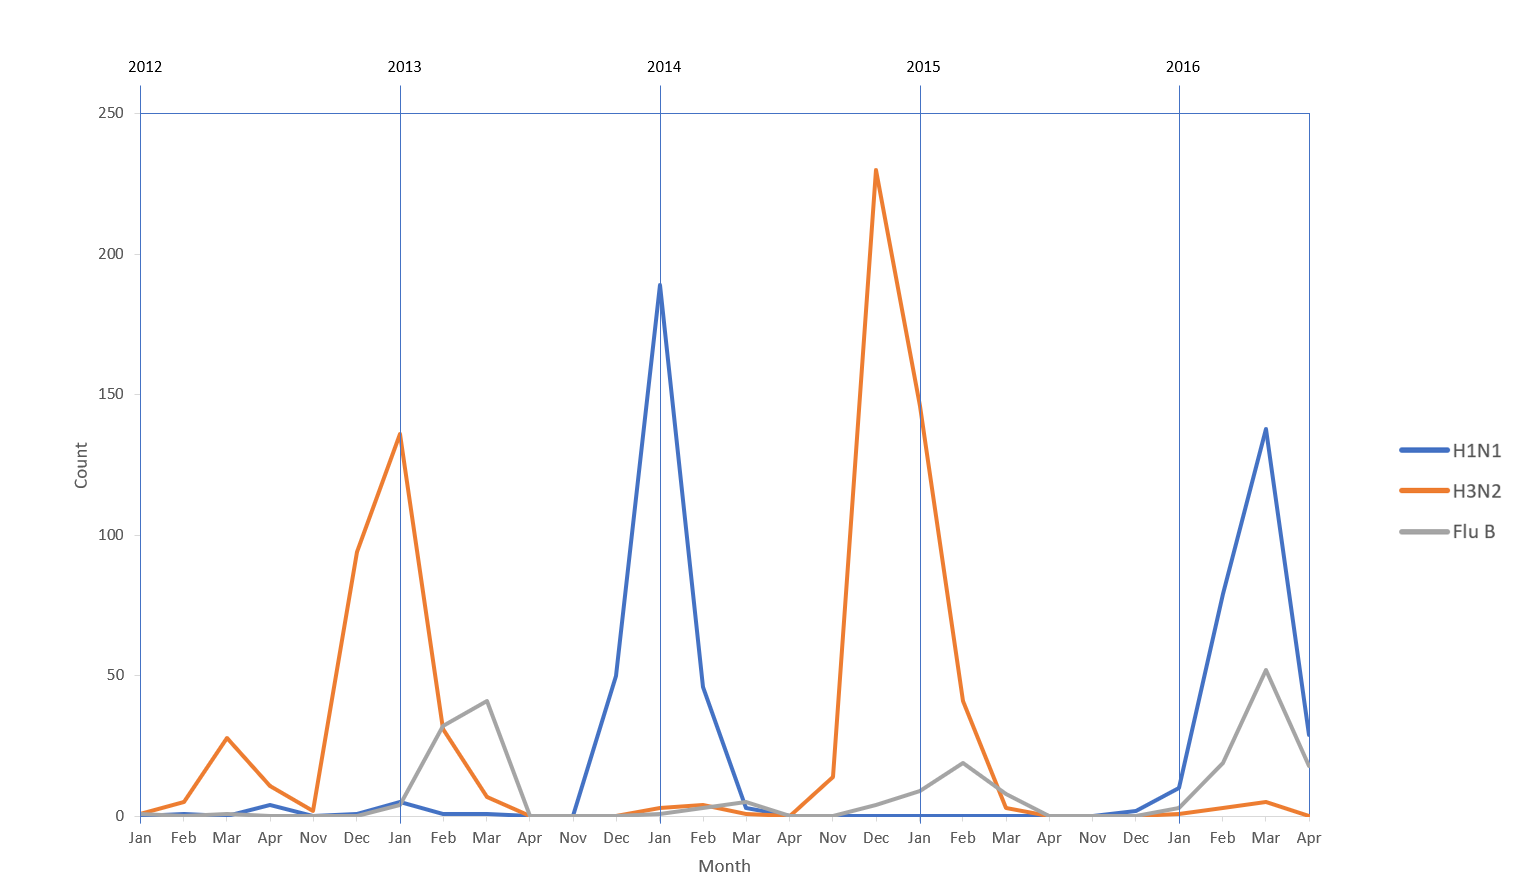 2012 2013 2014 2015 2016
250
200
150
100
50
0
Count
Jan Feb Mar Apr Nov Dec Jan Feb Mar Apr Nov Dec Jan Feb Mar Apr Nov Dec Jan Feb Mar Apr Nov Dec Jan Feb Mar Apr
Month
H1N1
H3N2
Flu B